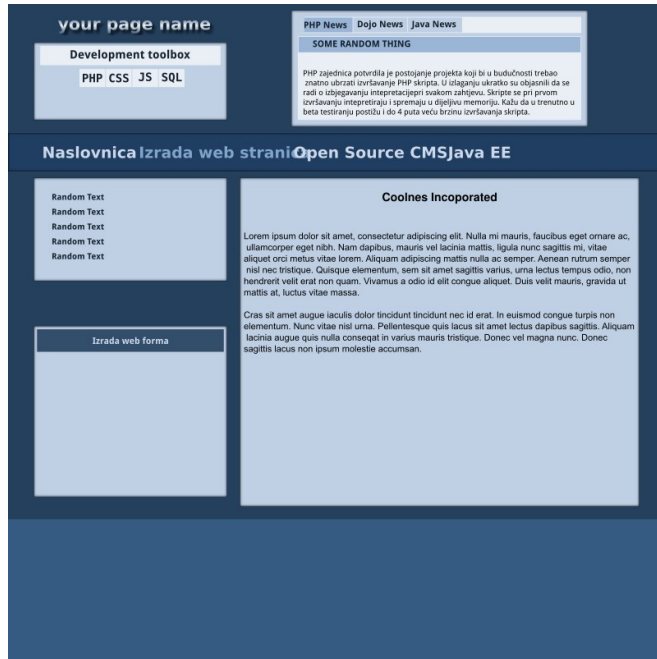 your page name
Development toolbox
PHP CSS JS SQL
PHP News Dojo News Java News
SOME RANDOM THING
PHP zajednica potvrdila je postojanje projekta koji bi u budučnosti trebao
znatno ubrzati izvršavanje PHP skripta. U izlaganju ukratko su objasnili da se
radi o izbjegavanju intepretacijepri svakom zahtjevu. Skripte se pri prvom
izvršavanju intepretiraju i spremaju u dijeljivu memoriju. Kažu da u trenutno u
beta testiranju postižu i do 4 puta veću brzinu izvršavanja skripta.
Naslovnica Izrada web stranica Open Source CMS Java EE
Random Text
Random Text
Random Text
Random Text
Random Text
Izrada web forma
Coolnes Incoporated
Lorem ipsum dolor sit amet, consectetur adipiscing elit. Nulla mi mauris, faucibus eget ornare ac,
ullamcorper eget nibh. Nam dapibus, mauris vel lacinia mattis, ligula nunc sagittis mi, vitae
aliquet orci metus vitae lorem. Aliquam adipiscing mattis nulla ac semper. Aenean rutrum semper
nisl nec tristique. Quisque elementum, sem sit amet sagittis varius, urna lectus tempus odio, non
hendrerit velit erat non quam. Vivamus a odio id elit congue aliquet. Duis velit mauris, gravida ut
mattis at, luctus vitae massa.
Cras sit amet augue iaculis dolor tincidunt tincidunt nec id erat. In euismod congue turpis non
elementum. Nunc vitae nisl urna. Pellentesque quis lacus sit amet lectus dapibus sagittis. Aliquam
lacinia augue quis nulla conseqat in varius mauris tristique. Donec vel magna nunc. Donec
sagittis lacus non ipsum molestie accumsan.